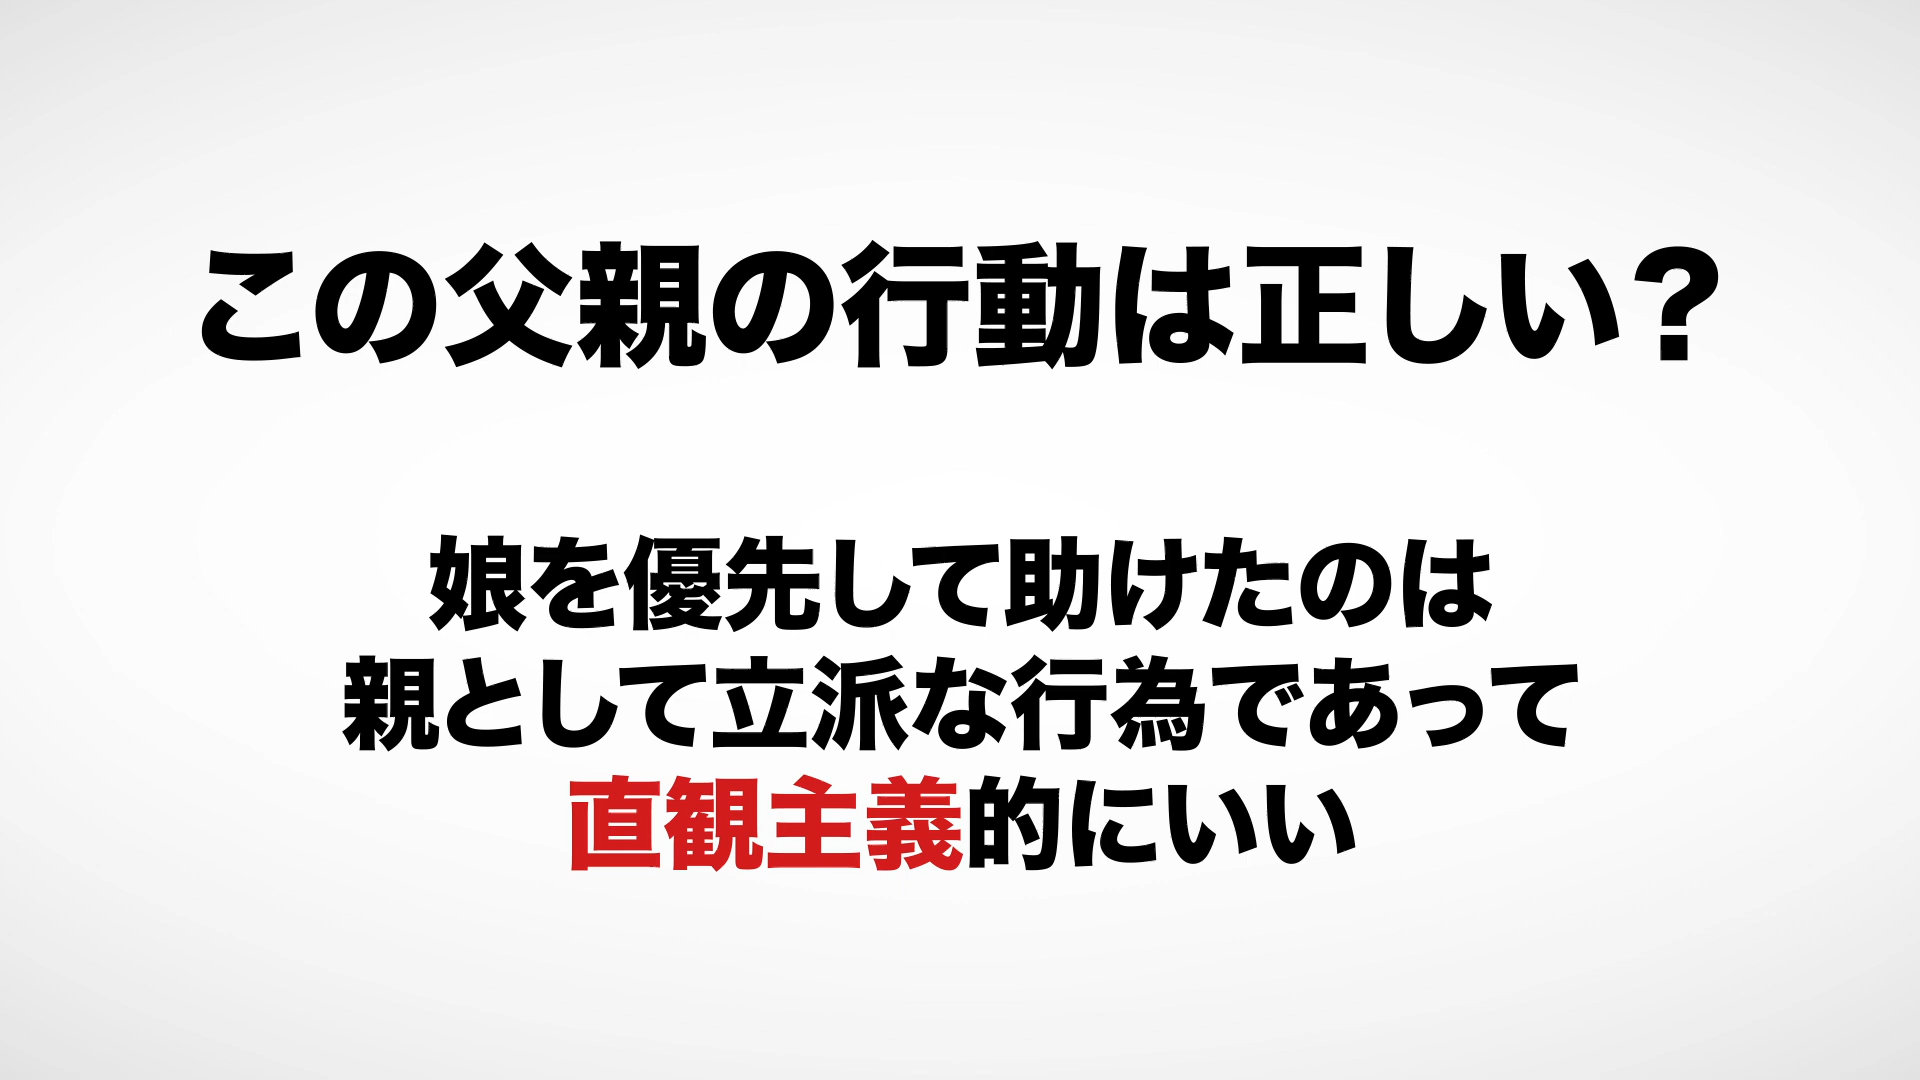 この父親の行動は正しい？
娘を優先して助けたのは
親として立派な行為であって
直観主義的にいい